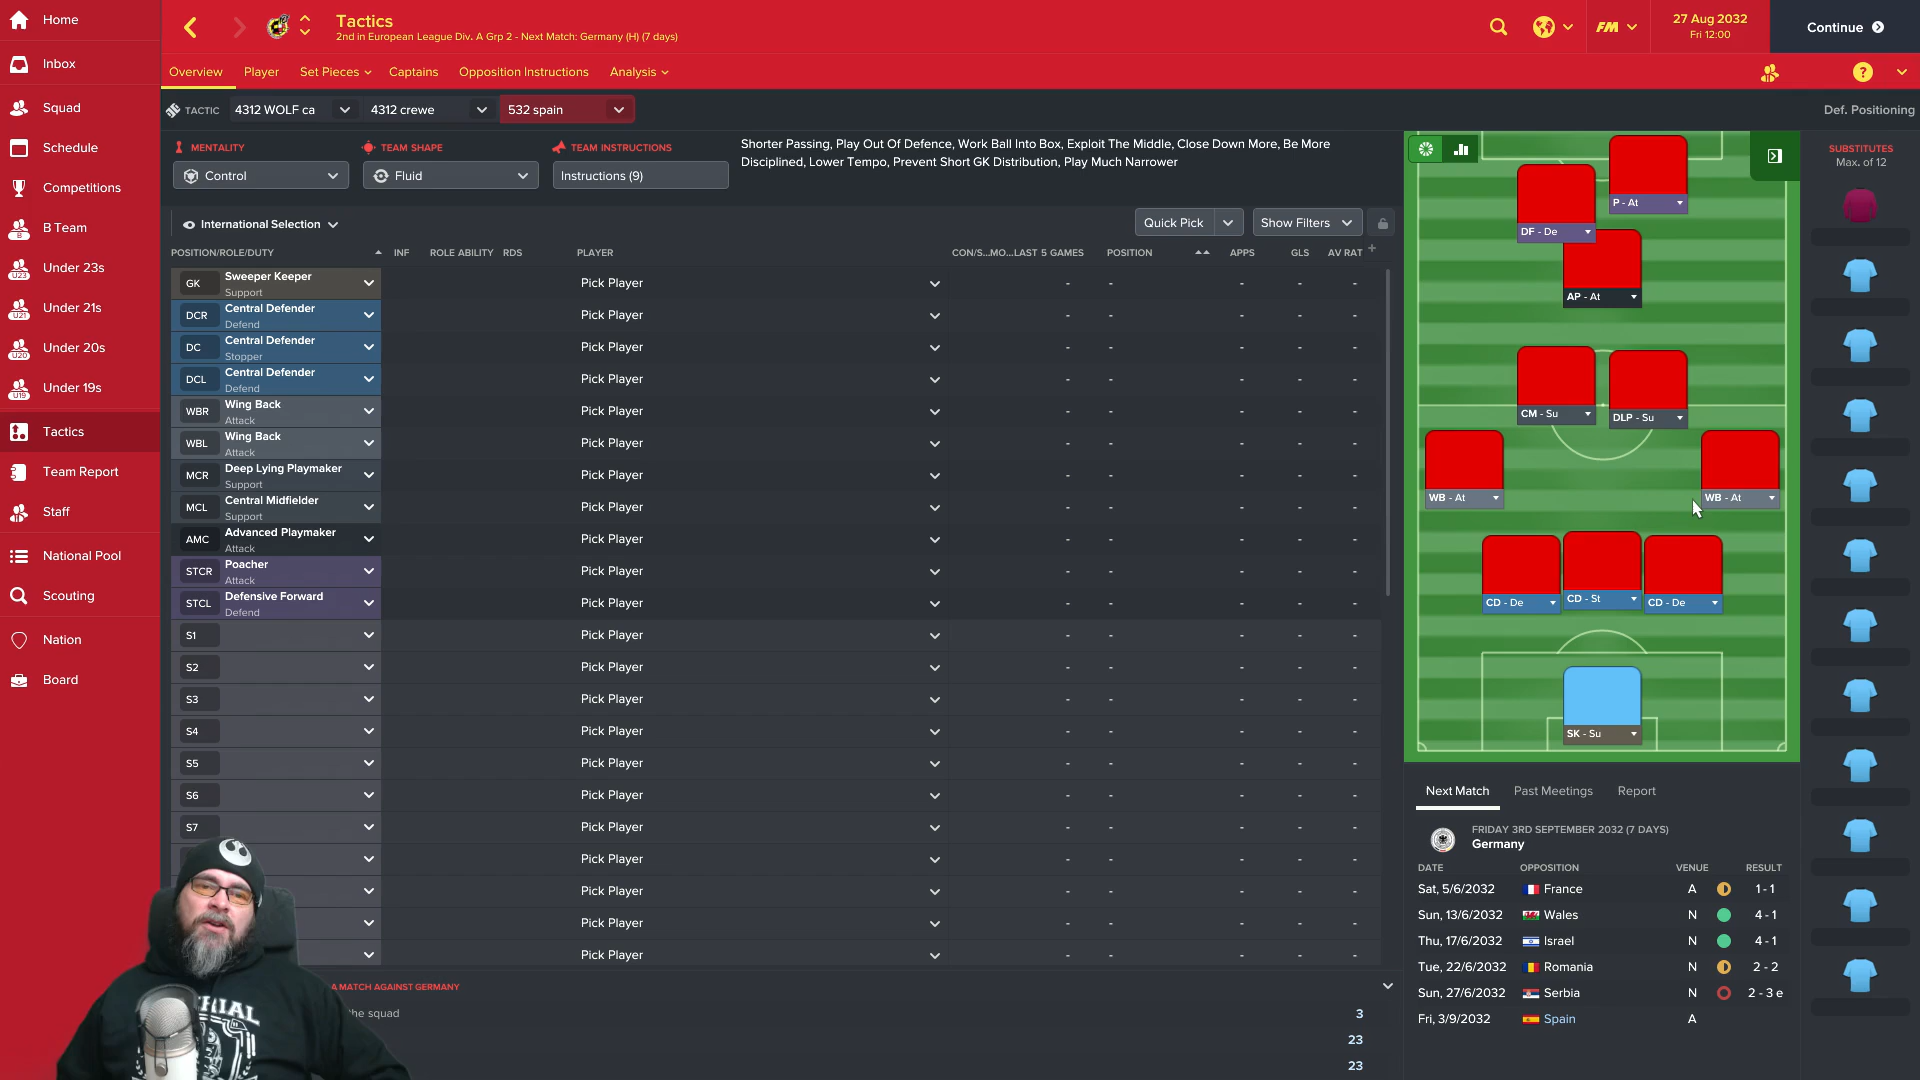 Home
Inbox
Squad
Schedule
Competitions
B Team
Under 23s
Under 21s
Under 20s
Under 19s
Tactics
Team Report
Staff
National Pool
Scouting
Nation
Board
Tactics
2nd in European League Div. A Grp 2 - Next Match: Germany (H) (7 days)
FM
27 Aug 2032
Fri 12:00
Continue
Overview
Player
Set Pieces
Captains
Opposition Instructions
Analysis
?
TACTIC
4312 WOLF ca
4312 crewe
532 spain
Def. Positioning
MENTALITY
Control
TEAM SHAPE
Fluid
TEAM INSTRUCTIONS
Instructions (9)
Shorter Passing, Play Out Of Defence, Work Ball Into Box, Exploit The Middle, Close Down More, Be More
Disciplined, Lower Tempo, Prevent Short GK Distribution, Play Much Narrower
International Selection
Quick Pick
Show Filters
POSITION/ROLE/DUTY INF ROLE ABILITY RDS PLAYER CON/S...MO...LAST 5 GAMES POSITION APPS GLS AV RAT +
GK Sweeper Keeper Support Pick Player - - - - -
DCR Central Defender Defend Pick Player - - - - -
DC Central Defender Stopper Pick Player - - - - -
DCL Central Defender Defend Pick Player - - - - -
WBR Wing Back Attack Pick Player - - - - -
WBL Wing Back Attack Pick Player - - - - -
MCR Deep Lying Playmaker Support Pick Player - - - - -
MCL Central Midfielder Support Pick Player - - - - -
AMC Advanced Playmaker Attack Pick Player - - - - -
STCR Poacher Attack Pick Player - - - - -
STCL Defensive Forward Defend Pick Player - - - - -
S1 Pick Player - - - - -
S2 Pick Player - - - - -
S3 Pick Player - - - - -
S4 Pick Player - - - - -
S5 Pick Player - - - - -
S6 Pick Player - - - - -
S7 Pick Player - - - - -
Pick Player - - - - -
Pick Player - - - - -
Pick Player - - - - -
Pick Player - - - - -
A MATCH AGAINST GERMANY
the squad 3
23
23
P - At
DF - De
AP - At
CM - Su
DLP - Su
WB - At
WB - At
CD - De
CD - St
CD - De
SK - Su
SUBSTITUTES
Max. of 12
Next Match
Past Meetings
Report
FRIDAY 3RD SEPTEMBER 2032 (7 DAYS)
Germany
DATE OPPOSITION VENUE RESULT
Sat, 5/6/2032 France A 1 - 1
Sun, 13/6/2032 Wales N 4 - 1
Thu, 17/6/2032 Israel N 4 - 1
Tue, 22/6/2032 Romania N 2 - 2
Sun, 27/6/2032 Serbia N 2 - 3 e
Fri, 3/9/2032 Spain A